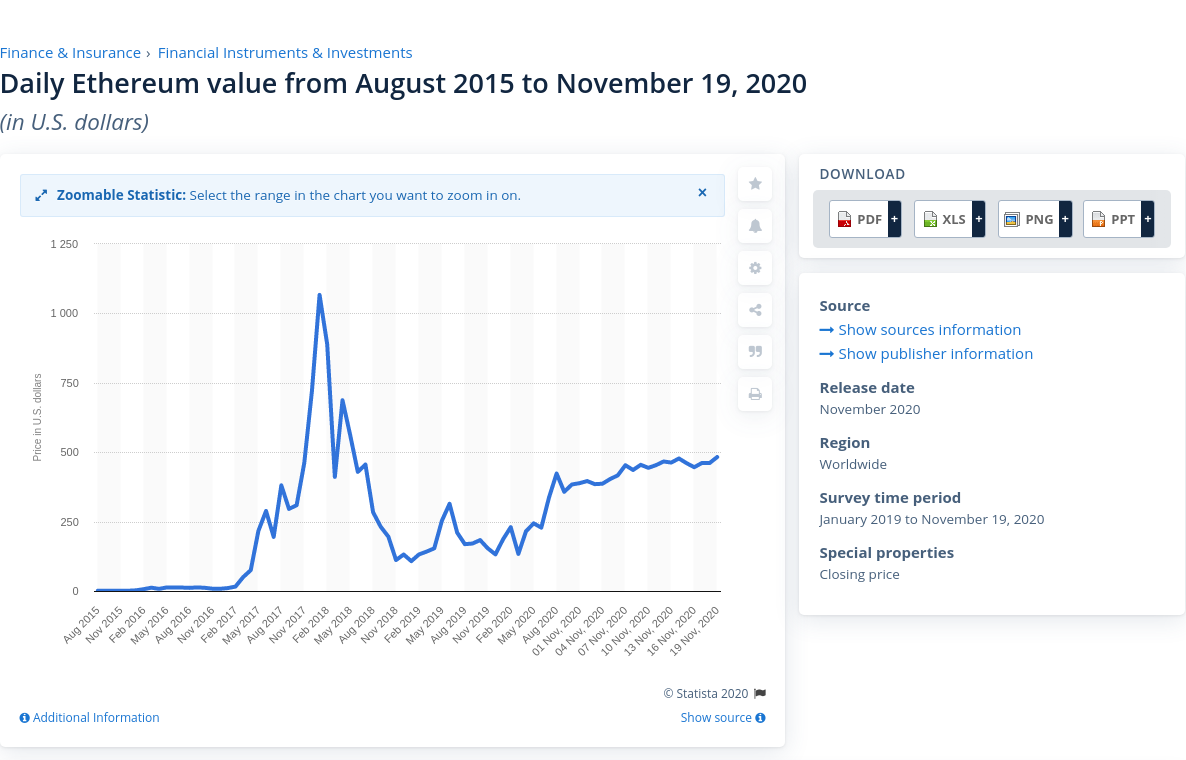 Finance & Insurance › Financial Instruments & Investments
Daily Ethereum value from August 2015 to November 19, 2020
(in U.S. dollars)
Zoomable Statistic: Select the range in the chart you want to zoom in on.
×
1 250
1 000
750
500
250
0
Price in U.S. dollars
Aug 2015
Nov 2015
Feb 2016
May 2016
Aug 2016
Nov 2016
Feb 2017
May 2017
Aug 2017
Nov 2017
Feb 2018
May 2018
Aug 2018
Nov 2018
Feb 2019
May 2019
Aug 2019
Nov 2019
Feb 2020
May 2020
Aug 2020
01 Nov, 2020
04 Nov, 2020
07 Nov, 2020
10 Nov, 2020
13 Nov, 2020
16 Nov, 2020
19 Nov, 2020
© Statista 2020
Additional Information
Show source
DOWNLOAD
PDF +
XLS +
PNG +
PPT +
Source
Show sources information
Show publisher information
Release date
November 2020
Region
Worldwide
Survey time period
January 2019 to November 19, 2020
Special properties
Closing price